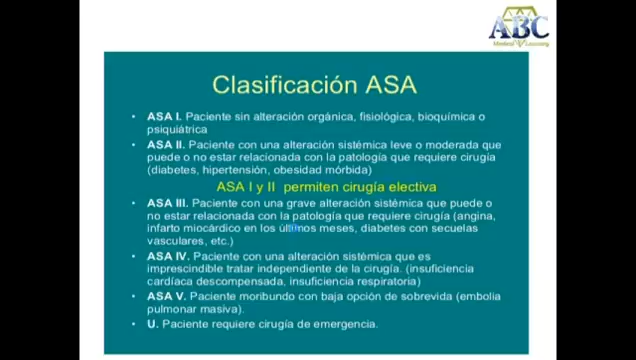 ABC
Medical Learning
Clasificación ASA
• ASA I. Paciente sin alteración orgánica, fisiológica, bioquímica o
psiquiátrica
• ASA II. Paciente con una alteración sistémica leve o moderada que
puede o no estar relacionada con la patología que requiere cirugía
(diabetes, hipertensión, obesidad mórbida)
ASA I y II permiten cirugía electiva
• ASA III. Paciente con una grave alteración sistémica que puede o
no estar relacionada con la patología que requiere cirugía (angina,
infarto miocárdico en los últimos meses, diabetes con secuelas
vasculares, etc.)
• ASA IV. Paciente con una alteración sistémica que es
imprescindible tratar independiente de la cirugía. (insuficiencia
cardíaca descompensada, insuficiencia respiratoria)
• ASA V. Paciente moribundo con baja opción de sobrevida (embolia
pulmonar masiva).
• U. Paciente requiere cirugía de emergencia.